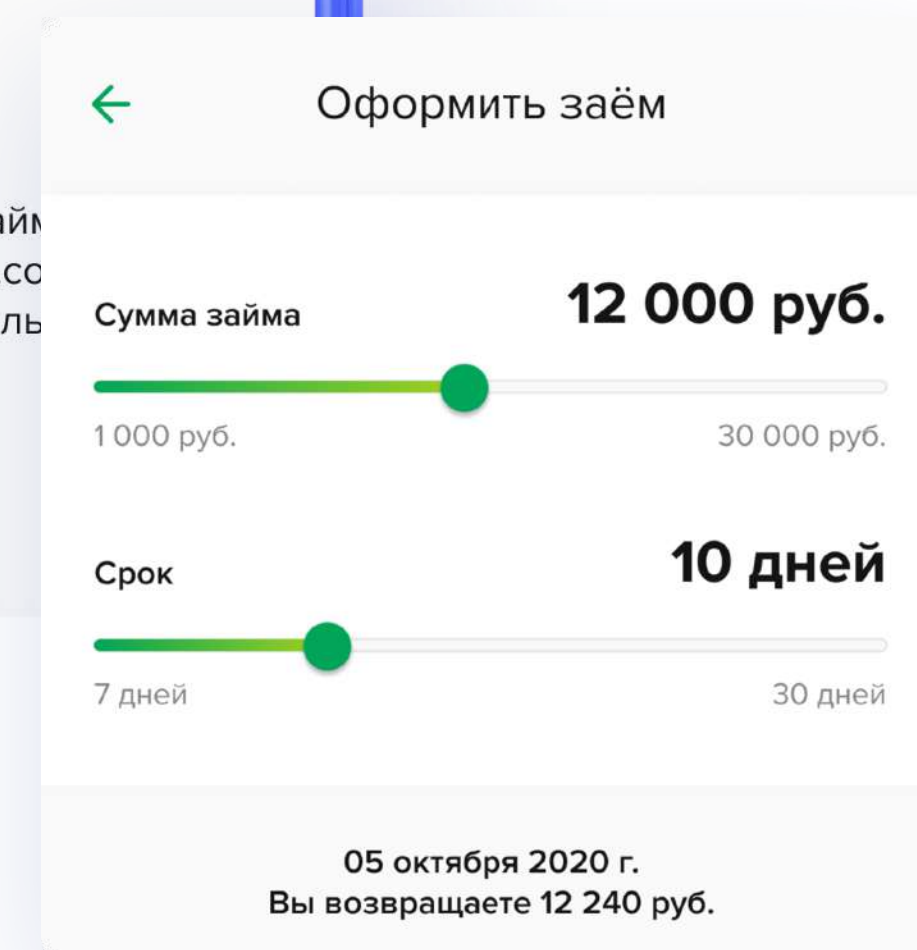 Оформить заём
Сумма займа
12 000 руб.
1 000 руб.
30 000 руб.
Срок
10 дней
7 дней
30 дней
05 октября 2020 г.
Вы возвращаете 12 240 руб.